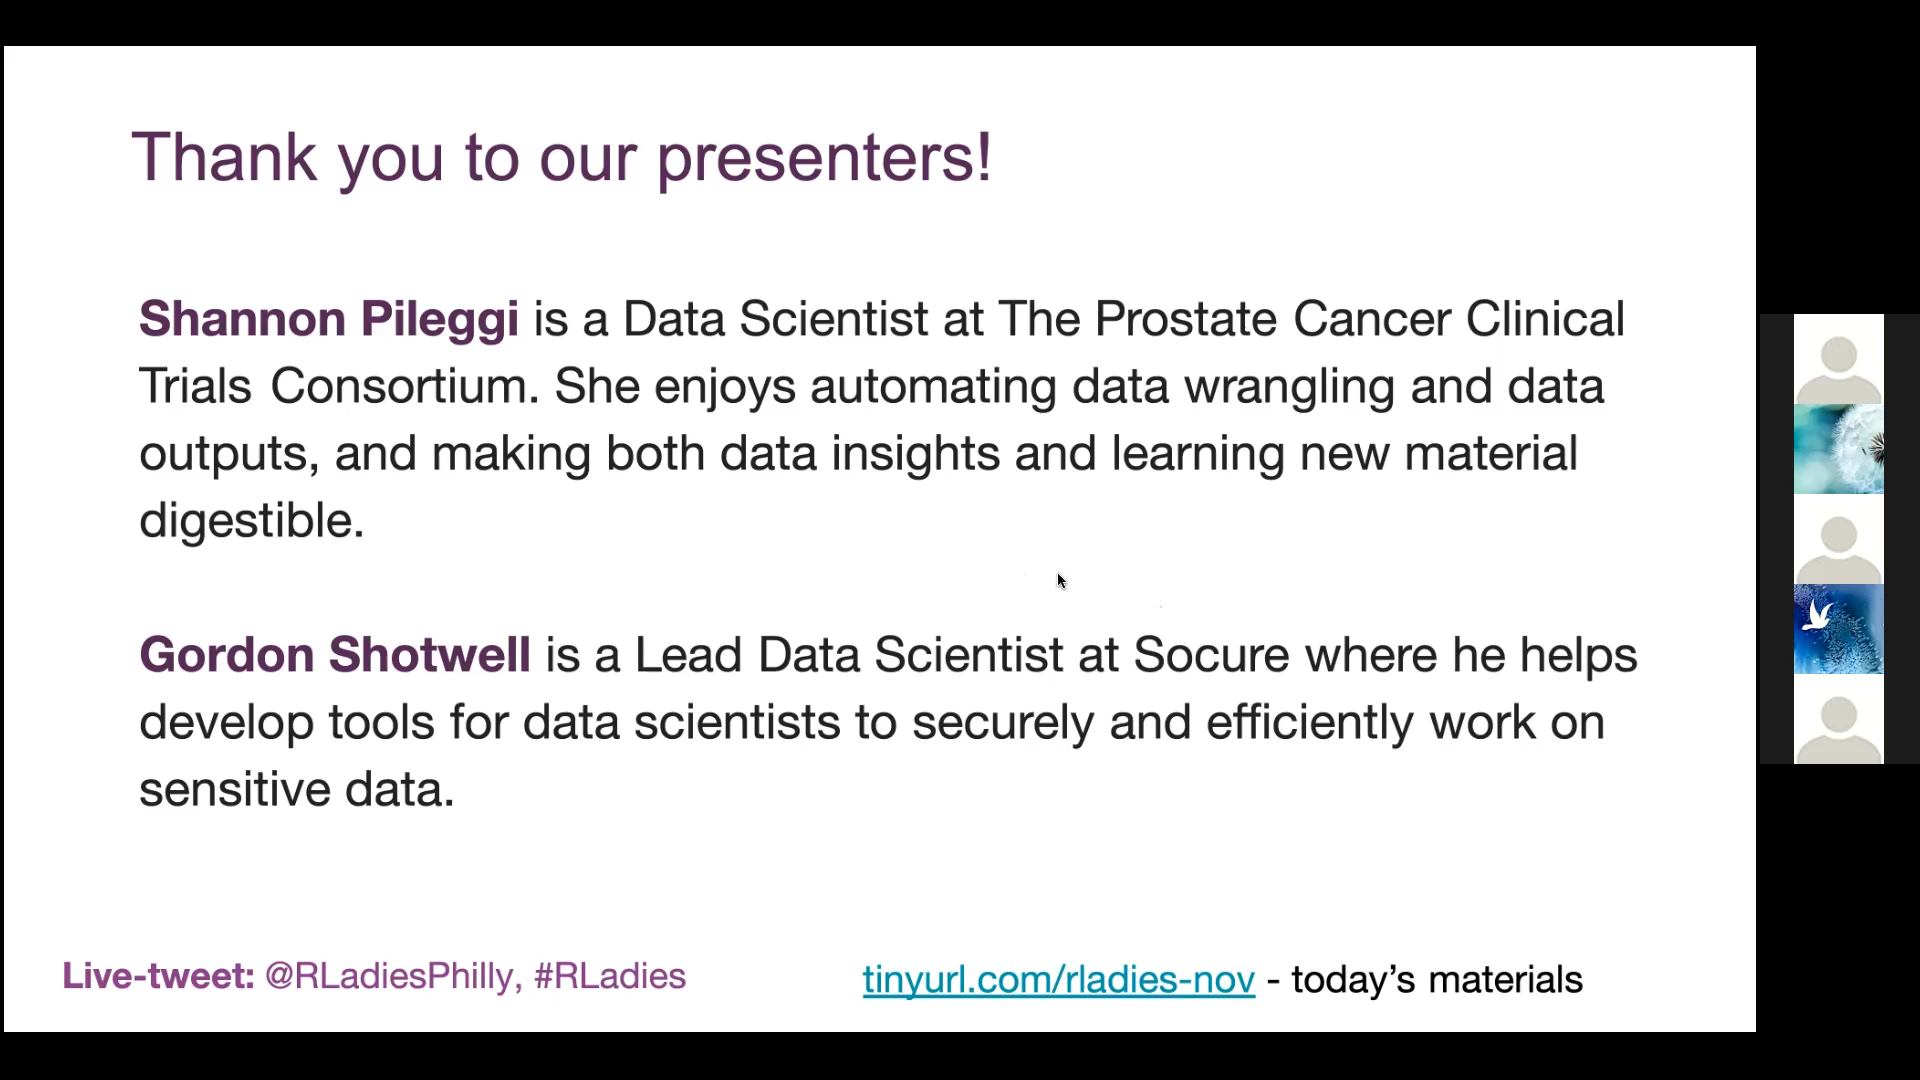 Thank you to our presenters!
Shannon Pileggi is a Data Scientist at The Prostate Cancer Clinical
Trials Consortium. She enjoys automating data wrangling and data
outputs, and making both data insights and learning new material
digestible.
Gordon Shotwell is a Lead Data Scientist at Socure where he helps
develop tools for data scientists to securely and efficiently work on
sensitive data.
Live-tweet: @RLadiesPhilly, #RLadies
tinyurl.com/rladies-nov - today’s materials